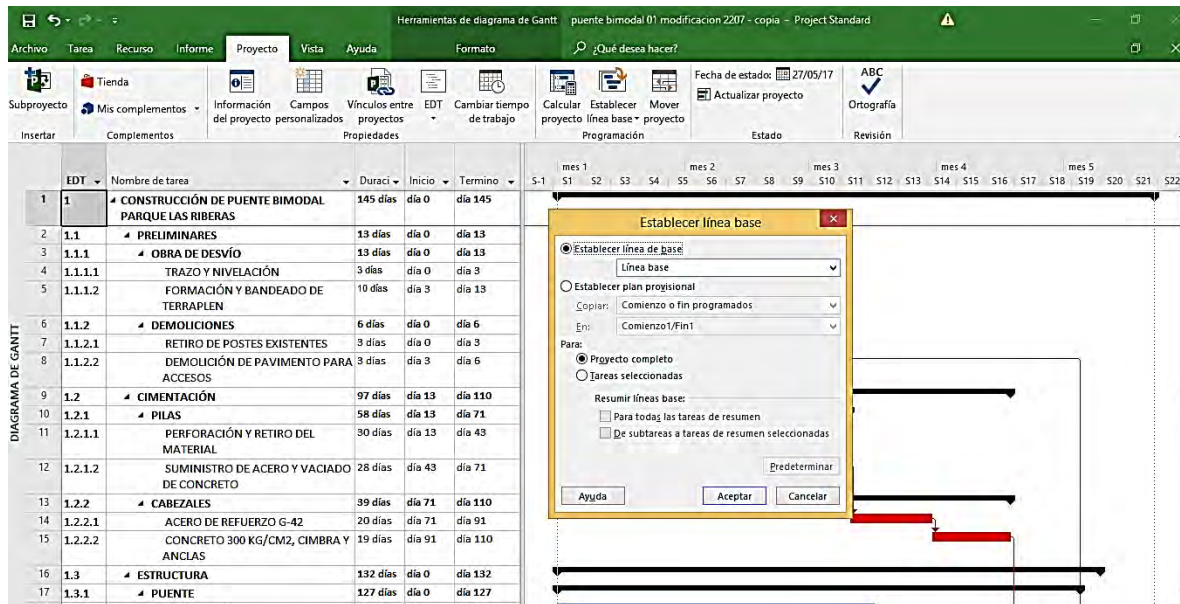 Herramientas de diagrama de Gantt puente bimodal 01 modificacion 2207 - copia - Project Standard
Archivo Tarea Recurso Informe Proyecto Vista Ayuda Formato ¿Qué desea hacer?
Subproyecto
Insertar
Tienda
Mis complementos
Complementos
Información del proyecto
Campos personalizados
Vínculos entre proyectos
EDT
Cambiar tiempo de trabajo
Propiedades
Calcular proyecto
Establecer línea base
Mover proyecto
Programación
Fecha de estado: 27/05/17
Actualizar proyecto
Estado
ABC
Ortografía
Revisión
mes 1 mes 2 mes 3 mes 4 mes 5
S-1 S1 S2 S3 S4 S5 S6 S7 S8 S9 S10 S11 S12 S13 S14 S15 S16 S17 S18 S19 S20 S21 S22
EDT Nombre de tarea Duraci Inicio Termino
1 1 CONSTRUCCIÓN DE PUENTE BIMODAL 145 días día 0 día 145
PARQUE LAS RIBERAS
2 1.1 PRELIMINARES 13 días día 0 día 13
3 1.1.1 OBRA DE DESVÍO 13 días día 0 día 13
4 1.1.1.1 TRAZO Y NIVELACIÓN 3 días día 0 día 3
5 1.1.1.2 FORMACIÓN Y BANDEADO DE 10 días día 3 día 13
TERRAPLEN
6 1.1.2 DEMOLICIONES 6 días día 0 día 6
7 1.1.2.1 RETIRO DE POSTES EXISTENTES 3 días día 0 día 3
8 1.1.2.2 DEMOLICIÓN DE PAVIMENTO PARA 3 días día 3 día 6
ACCESOS
9 1.2 CIMENTACIÓN 97 días día 13 día 110
10 1.2.1 PILAS 58 días día 13 día 71
11 1.2.1.1 PERFORACIÓN Y RETIRO DEL 30 días día 13 día 43
MATERIAL
12 1.2.1.2 SUMINISTRO DE ACERO Y VACIADO 28 días día 43 día 71
DE CONCRETO
13 1.2.2 CABEZALES 39 días día 71 día 110
14 1.2.2.1 ACERO DE REFUERZO G-42 20 días día 71 día 91
15 1.2.2.2 CONCRETO 300 KG/CM2, CIMBRA Y 19 días día 91 día 110
ANCLAS
16 1.3 ESTRUCTURA 132 días día 0 día 132
17 1.3.1 PUENTE 127 días día 0 día 127
DIAGRAMA DE GANTT
Establecer línea base
Establecer línea de base
Línea base
Establecer plan provisional
Copiar: Comienzo o fin programados
En: Comienzo1/Fin1
Para:
Proyecto completo
Tareas seleccionadas
Resumir líneas base:
Para todas las tareas de resumen
De subtareas a tareas de resumen seleccionadas
Predeterminar
Ayuda Aceptar Cancelar